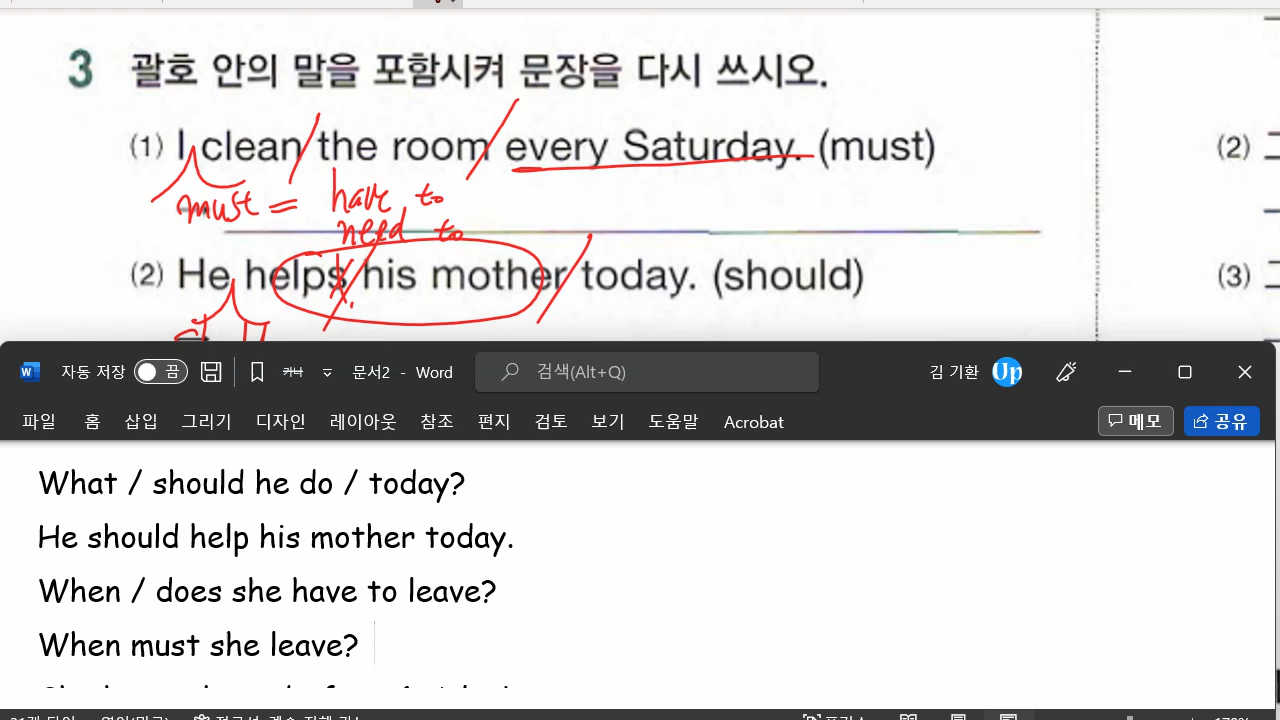 3 괄호 안의 말을 포함시켜 문장을 다시 쓰시오.
(1) I clean the room every Saturday. (must)
must = have to
need to
(2) He helps his mother today. (should)
(2)
(3)
자동 저장 끔 가나 문서2 - Word 검색(Alt+Q) 김 기환 Up
파일 홈 삽입 그리기 디자인 레이아웃 참조 편지 검토 보기 도움말 Acrobat 메모 공유
What / should he do / today?
He should help his mother today.
When / does she have to leave?
When must she leave?